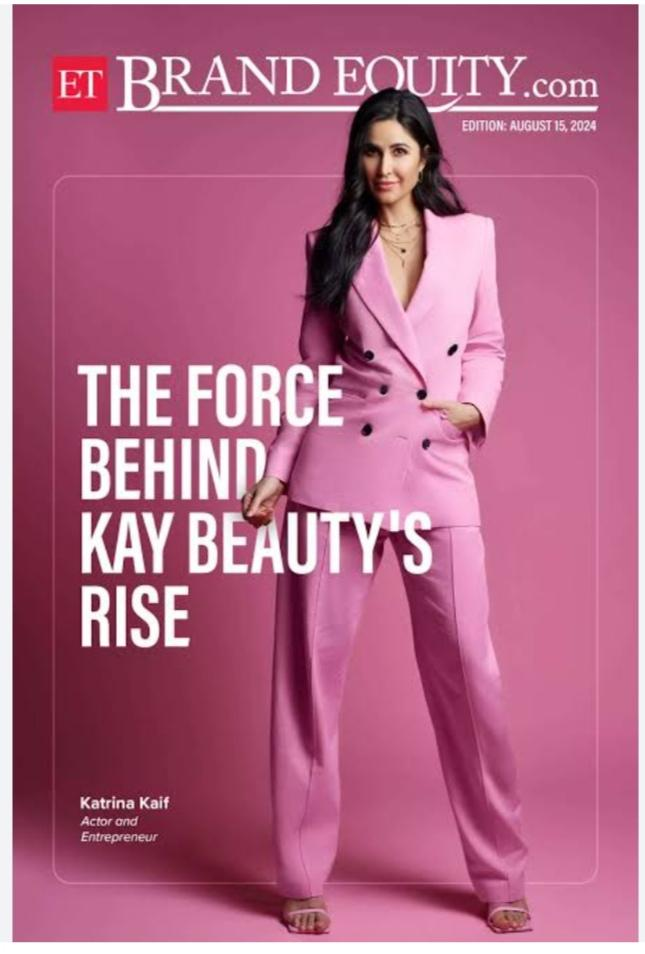 ET BRAND EQUITY.com
EDITION: AUGUST 15, 2024
THE FORCE
BEHIND
KAY BEAUTY'S
RISE
Katrina Kaif
Actor and
Entrepreneur